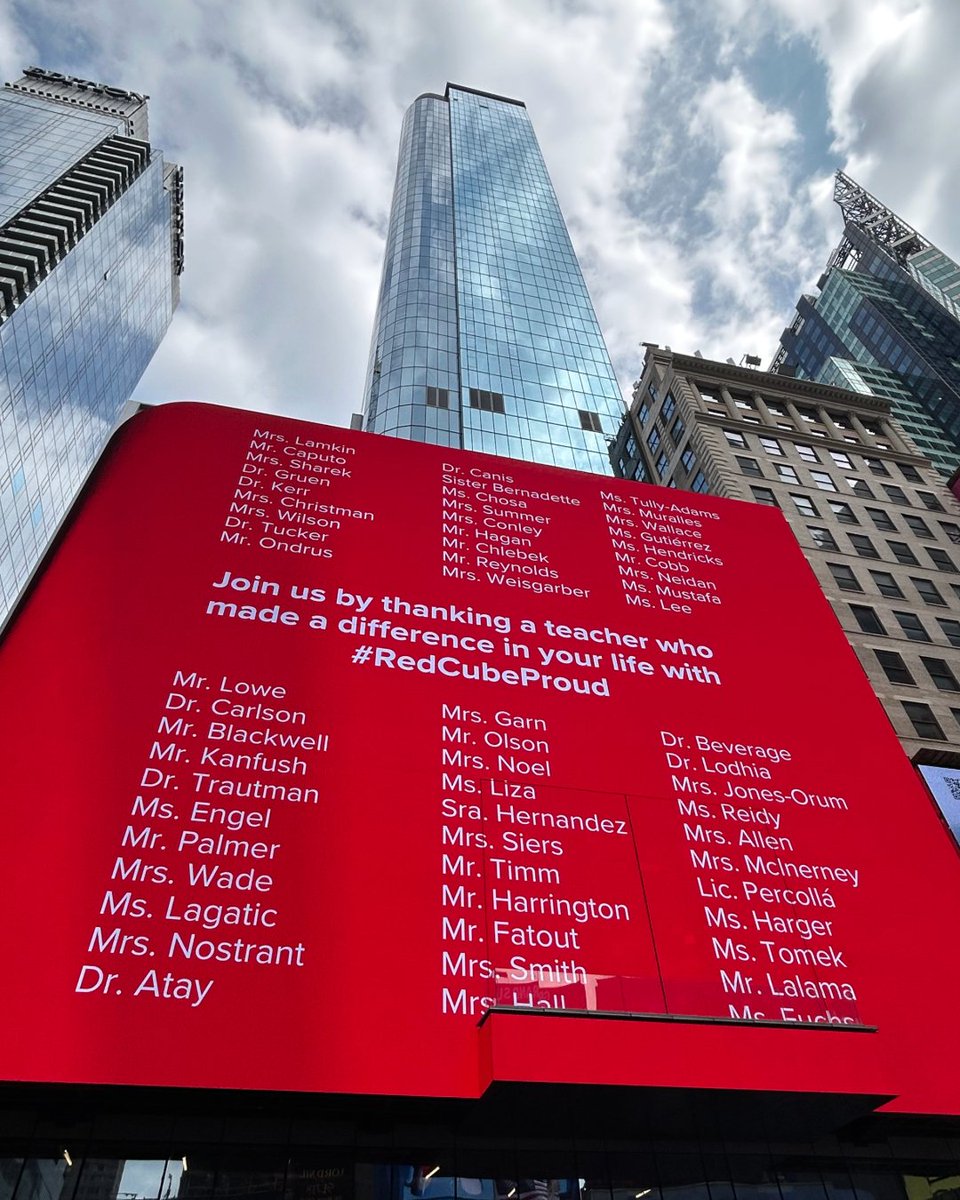 Mrs. Lamkin
Mr. Caputo
Mrs. Sharek
Dr. Gruen
Dr. Kerr
Mrs. Christman
Mrs. Wilson
Dr. Tucker
Mr. Ondrus
Dr. Canis
Sister Bernadette
Ms. Chosa
Mrs. Summer
Mrs. Conley
Mr. Hagan
Mr. Chlebek
Mr. Reynolds
Mrs. Weisgarber
Ms. Tully-Adams
Mrs. Muralles
Mrs. Wallace
Ms. Gutiérrez
Ms. Hendricks
Mr. Cobb
Mrs. Neidan
Ms. Mustafa
Ms. Lee
Join us by thanking a teacher who
made a difference in your life with
#RedCubeProud
Mr. Lowe
Dr. Carlson
Mr. Blackwell
Mr. Kanfush
Dr. Trautman
Ms. Engel
Mr. Palmer
Mrs. Wade
Ms. Lagatic
Mrs. Nostrant
Dr. Atay
Mrs. Garn
Mr. Olson
Mrs. Noel
Ms. Liza
Sra. Hernandez
Mrs. Siers
Mr. Timm
Mr. Harrington
Mr. Fatout
Mrs. Smith
Mrs. Hall
Dr. Beverage
Dr. Lodhia
Mrs. Jones-Orum
Ms. Reidy
Mrs. Allen
Mrs. McInerney
Lic. Percollá
Ms. Harger
Ms. Tomek
Mr. Lalama
Ms. Fuchs